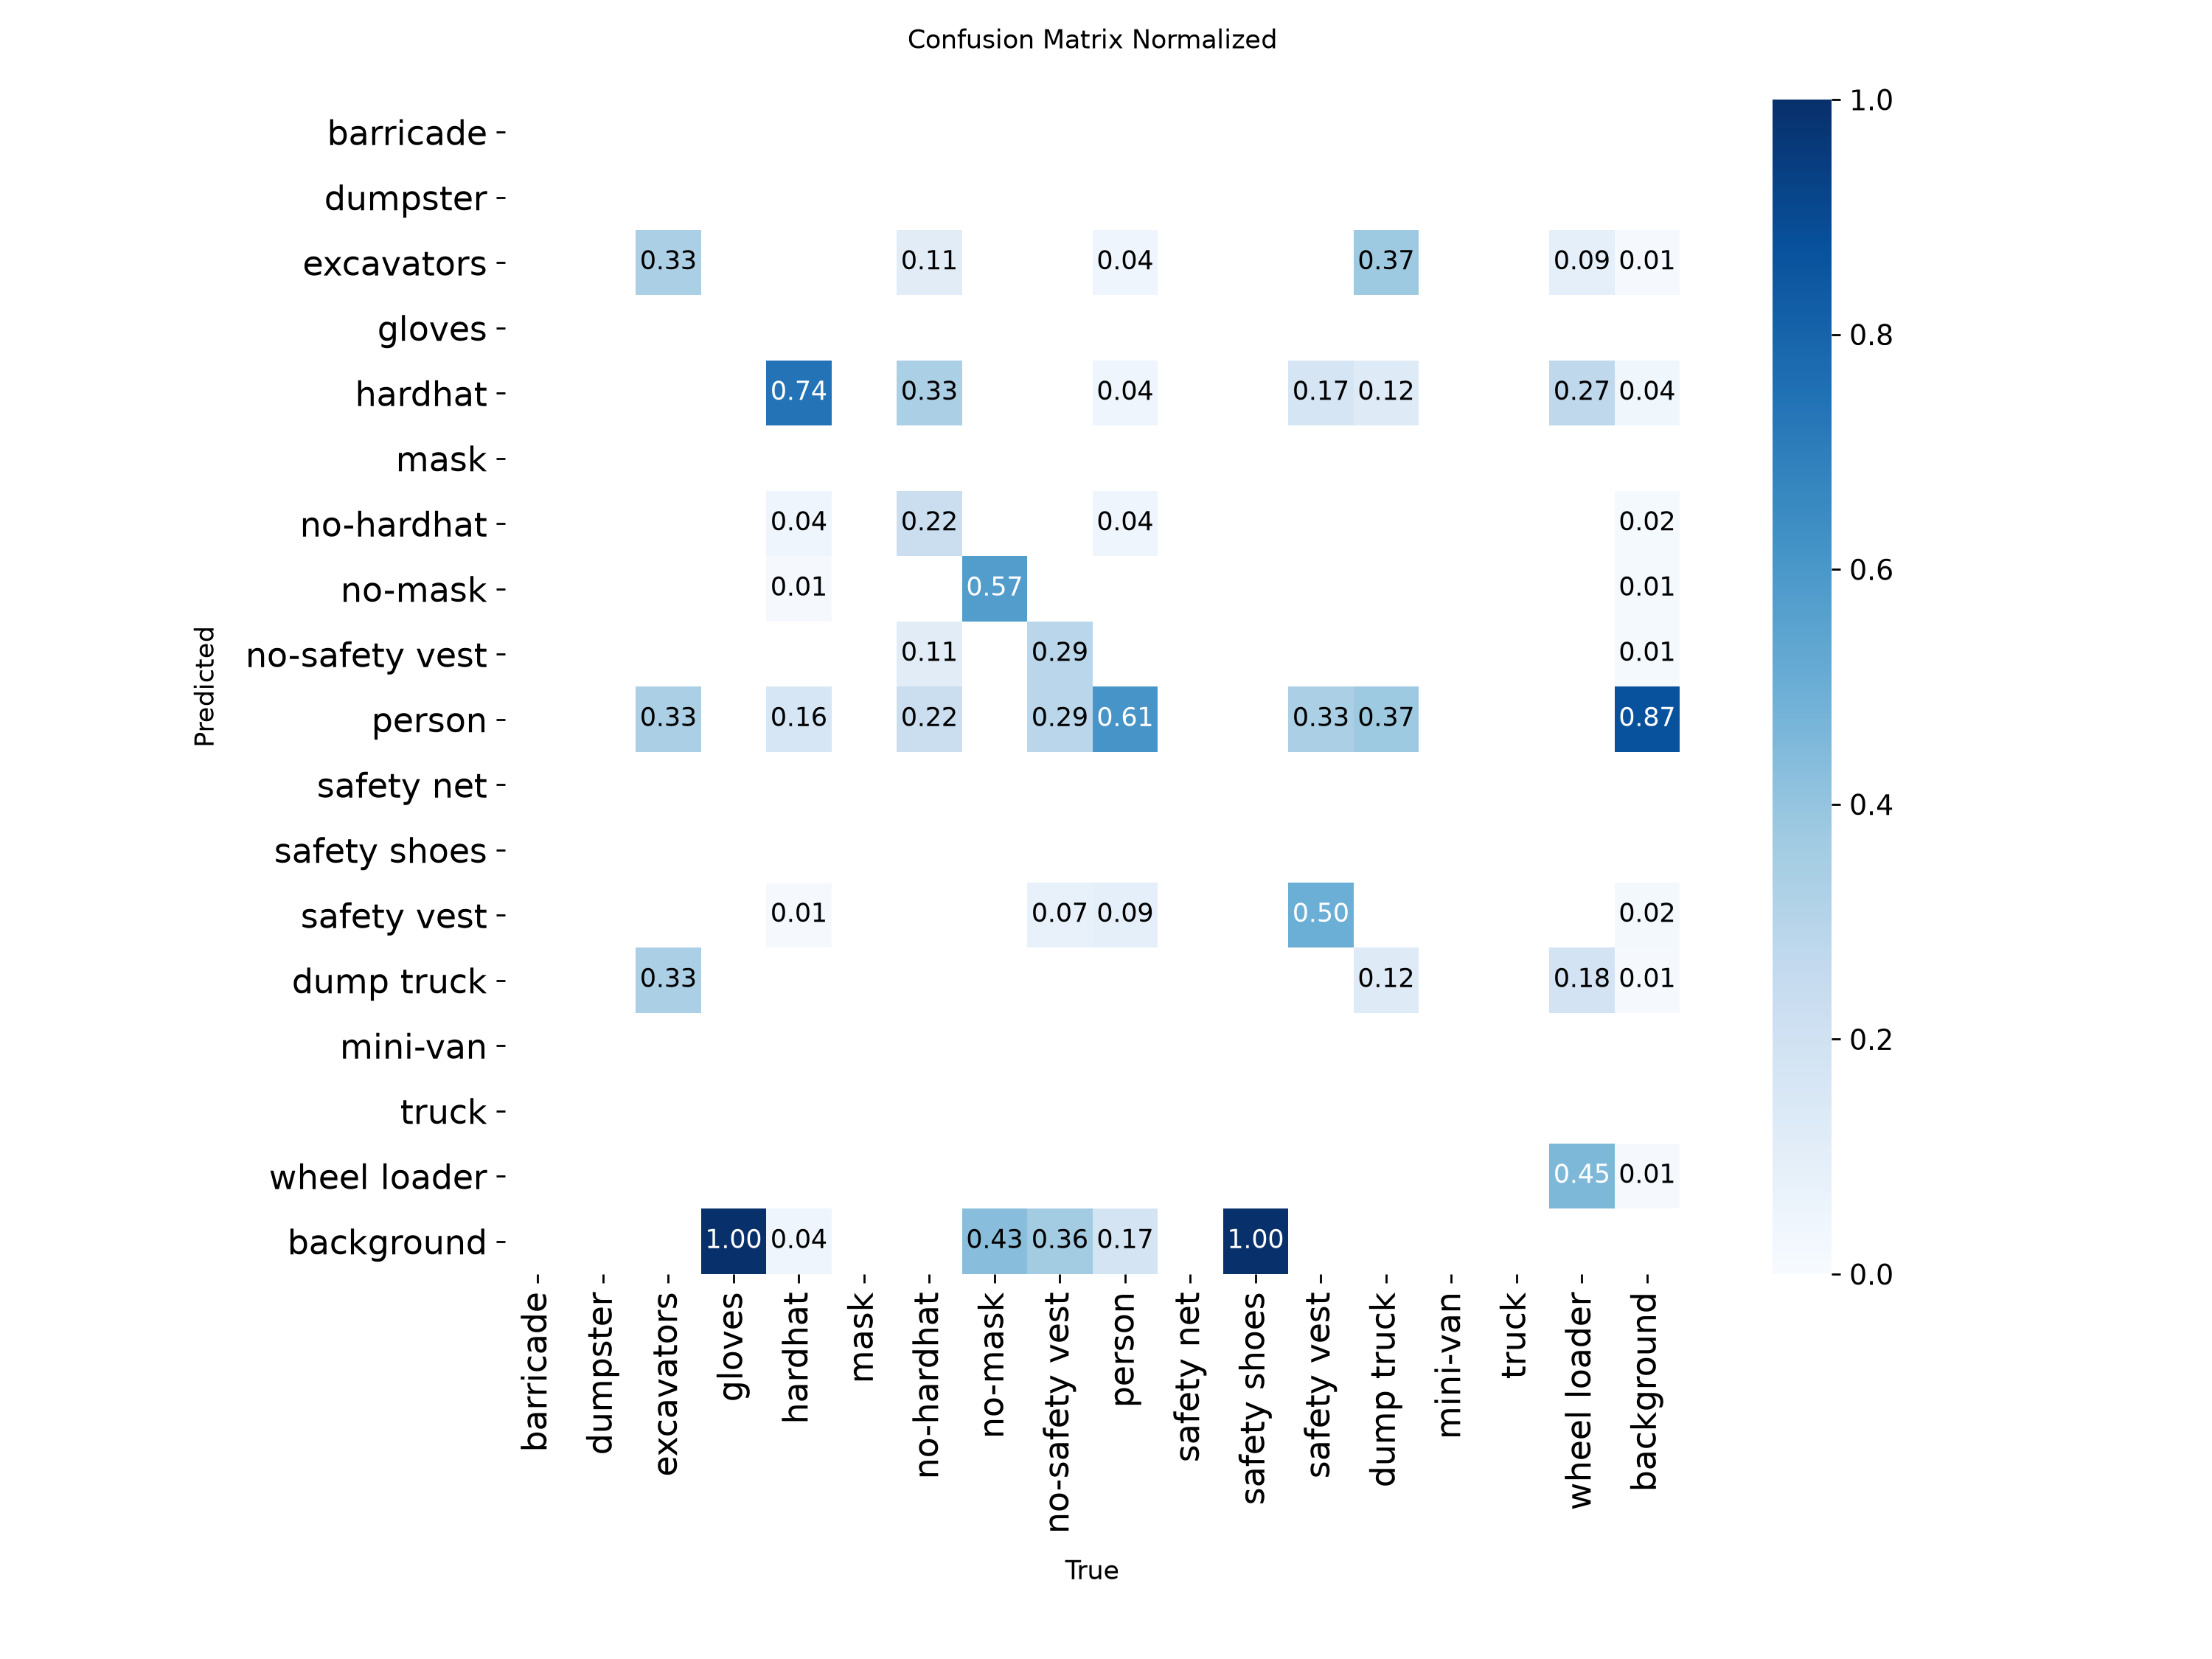 Confusion Matrix Normalized
barricade
dumpster
excavators 0.33 0.11 0.04 0.37 0.09 0.01
gloves
hardhat 0.74 0.33 0.04 0.17 0.12 0.27 0.04
mask
no-hardhat 0.04 0.22 0.04 0.02
no-mask 0.01 0.57 0.01
no-safety vest 0.11 0.29 0.01
person 0.33 0.16 0.22 0.29 0.61 0.33 0.37 0.87
safety net
safety shoes
safety vest 0.01 0.07 0.09 0.50 0.02
dump truck 0.33 0.12 0.18 0.01
mini-van
truck
wheel loader 0.45 0.01
background 1.00 0.04 0.43 0.36 0.17 1.00
Predicted
barricade
dumpster
excavators
gloves
hardhat
mask
no-hardhat
no-mask
no-safety vest
person
safety net
safety shoes
safety vest
dump truck
mini-van
truck
wheel loader
background
True
1.0
0.8
0.6
0.4
0.2
0.0